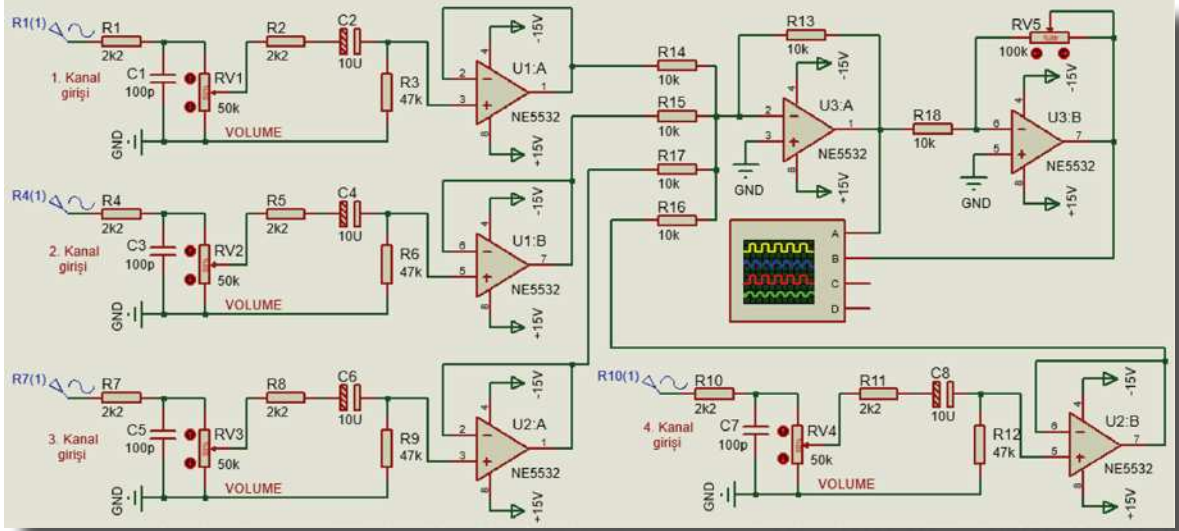 R1(1)
R1
2k2
1. Kanal
girişi
C1
100p
RV1
50k
R2
2k2
C2
10U
R3
47k
VOLUME
GND
-15V
4
2
3
1
8
U1:A
NE5532
+15V
R4(1)
R4
2k2
2. Kanal
girişi
C3
100p
RV2
50k
R5
2k2
C4
10U
R6
47k
VOLUME
GND
-15V
4
6
5
7
8
U1:B
NE5532
+15V
R7(1)
R7
2k2
3. Kanal
girişi
C5
100p
RV3
50k
R8
2k2
C6
10U
R9
47k
VOLUME
GND
-15V
4
2
3
1
8
U2:A
NE5532
+15V
R14
10k
R15
10k
R17
10k
R16
10k
R13
10k
-15V
4
2
3
1
8
U3:A
NE5532
GND
+15V
R18
10k
RV5
100k
-15V
4
6
5
7
8
U3:B
NE5532
GND
+15V
A
B
C
D
R10(1)
R10
2k2
4. Kanal
girişi
C7
100p
RV4
50k
R11
2k2
C8
10U
R12
47k
VOLUME
GND
-15V
4
6
5
7
8
U2:B
NE5532
+15V